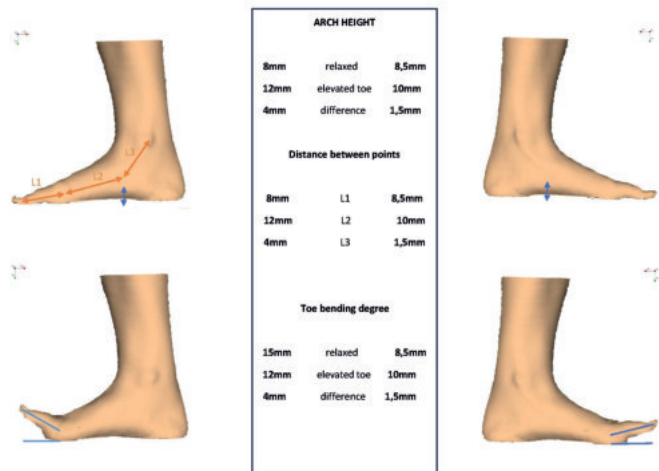 ARCH HEIGHT
8mm relaxed 8,5mm
12mm elevated toe 10mm
4mm difference 1,5mm
Distance between points
8mm L1 8,5mm
12mm L2 10mm
4mm L3 1,5mm
Toe bending degree
15mm relaxed 8,5mm
12mm elevated toe 10mm
4mm difference 1,5mm
L3
L1 L2